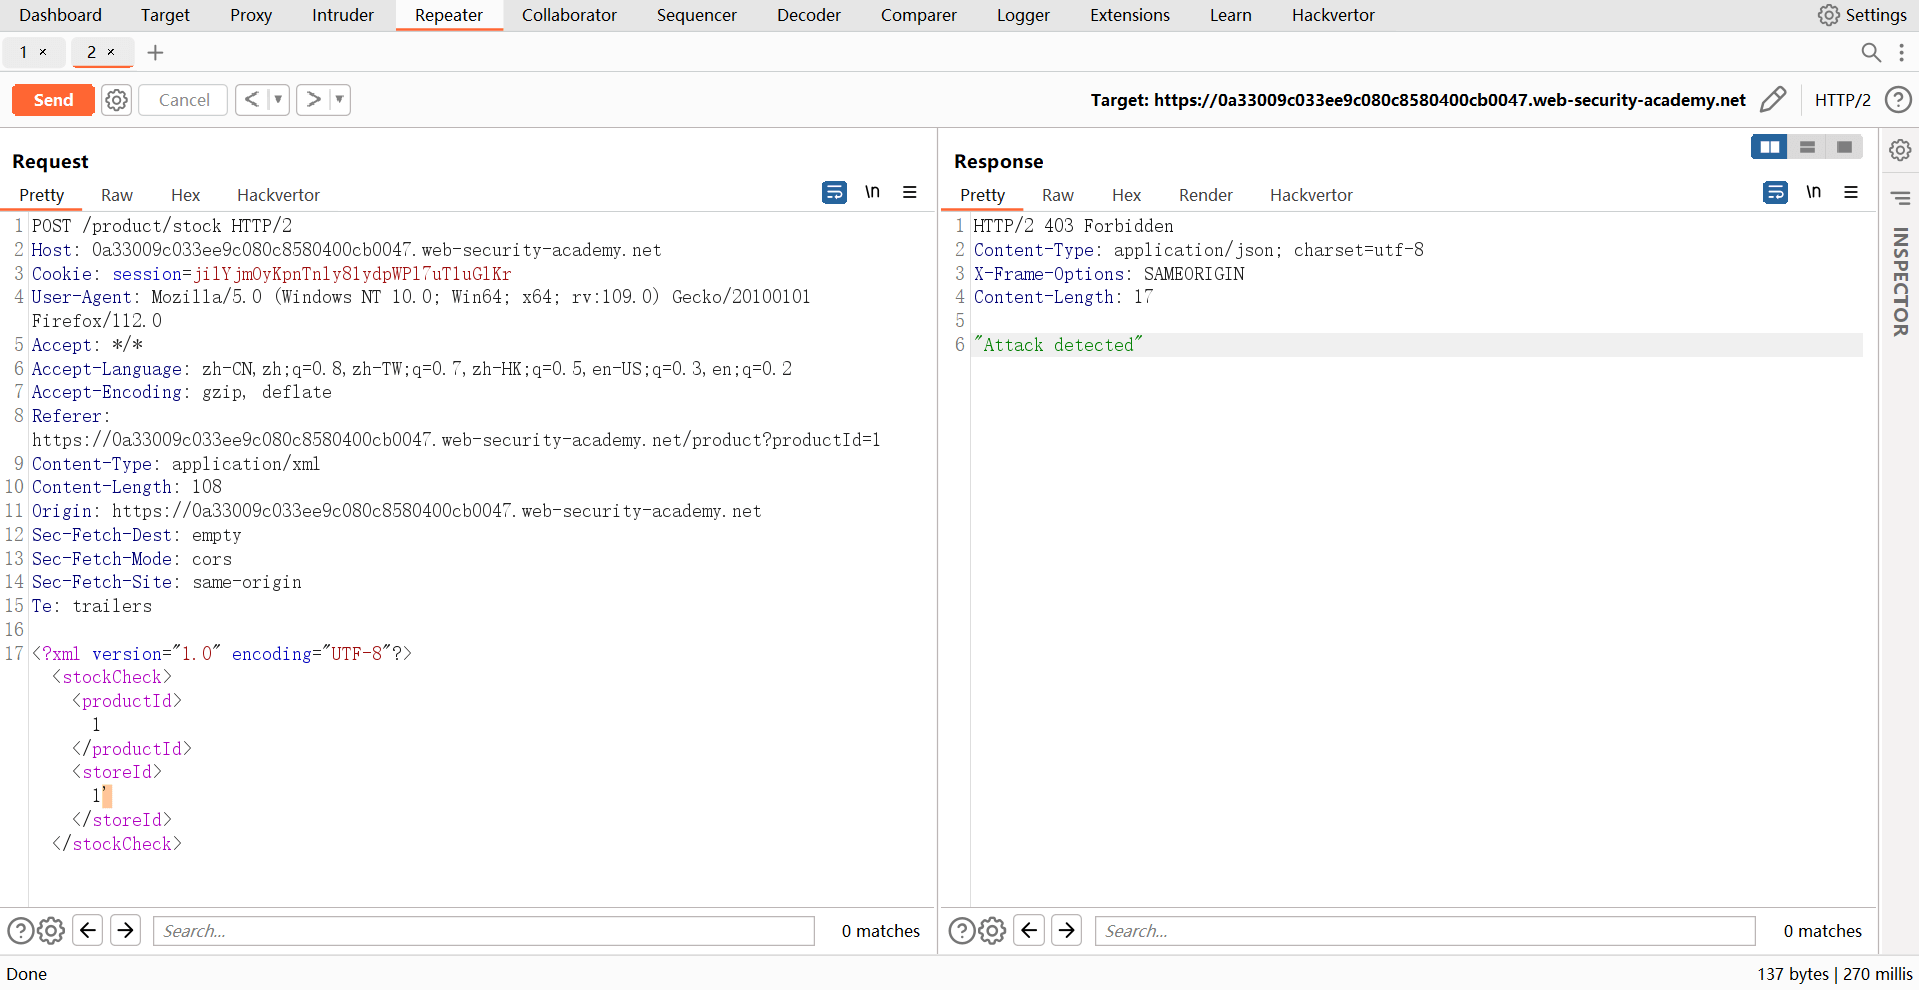 Dashboard Target Proxy Intruder Repeater Collaborator Sequencer Decoder Comparer Logger Extensions Learn Hackvertor Settings
1 × 2 × +
Send Cancel < > Target: https://0a33009c033ee9c080c8580400cb0047.web-security-academy.net HTTP/2
Request
Pretty Raw Hex Hackvertor \n
1 POST /product/stock HTTP/2
2 Host: 0a33009c033ee9c080c8580400cb0047.web-security-academy.net
3 Cookie: session=
4 User-Agent: Mozilla/5.0 (Windows NT 10.0; Win64; x64; rv:109.0) Gecko/20100101
Firefox/112.0
5 Accept: */*
6 Accept-Language: zh-CN,zh;q=0.8,zh-TW;q=0.7,zh-HK;q=0.5,en-US;q=0.3,en;q=0.2
7 Accept-Encoding: gzip, deflate
8 Referer:
https://0a33009c033ee9c080c8580400cb0047.web-security-academy.net/product?productId=1
9 Content-Type: application/xml
10 Content-Length: 108
11 Origin: https://0a33009c033ee9c080c8580400cb0047.web-security-academy.net
12 Sec-Fetch-Dest: empty
13 Sec-Fetch-Mode: cors
14 Sec-Fetch-Site: same-origin
15 Te: trailers
16
17 <?xml version="1.0" encoding="UTF-8"?>
<stockCheck>
<productId>
1
</productId>
<storeId>
1'
</storeId>
</stockCheck>
Search... 0 matches
Response
Pretty Raw Hex Render Hackvertor \n
1 HTTP/2 403 Forbidden
2 Content-Type: application/json; charset=utf-8
3 X-Frame-Options: SAMEORIGIN
4 Content-Length: 17
5
6 "Attack detected"
Search... 0 matches
INSPECTOR
Done 137 bytes | 270 millis